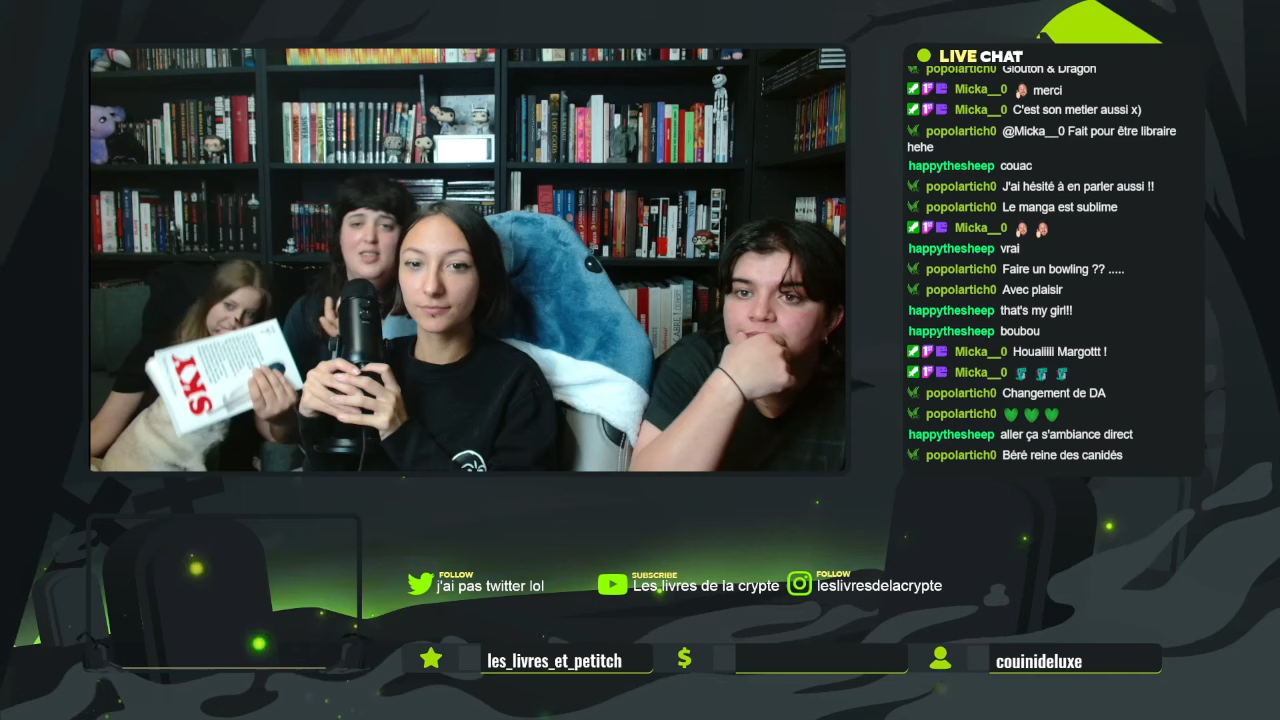 LIVE CHAT
popolartich0 Glouton & Dragon
Micka__0 merci
Micka__0 C'est son metier aussi x)
popolartich0 @Micka__0 Fait pour être libraire
hehe
happythesheep couac
popolartich0 J'ai hésité à en parler aussi !!
popolartich0 Le manga est sublime
Micka__0
happythesheep vrai
popolartich0 Faire un bowling ?? .....
popolartich0 Avec plaisir
happythesheep that's my girl!!
happythesheep boubou
Micka__0 Houaliiii Margottt !
Micka__0
popolartich0 Changement de DA
popolartich0 💚 💚 💚
happythesheep aller ça s'ambiance direct
popolartich0 Béré reine des canidés
SKY
FOLLOW
j'ai pas twitter lol
SUBSCRIBE
Les livres de la crypte
FOLLOW
leslivresdelacrypte
les_livres_et_petitch
$
couinideluxe